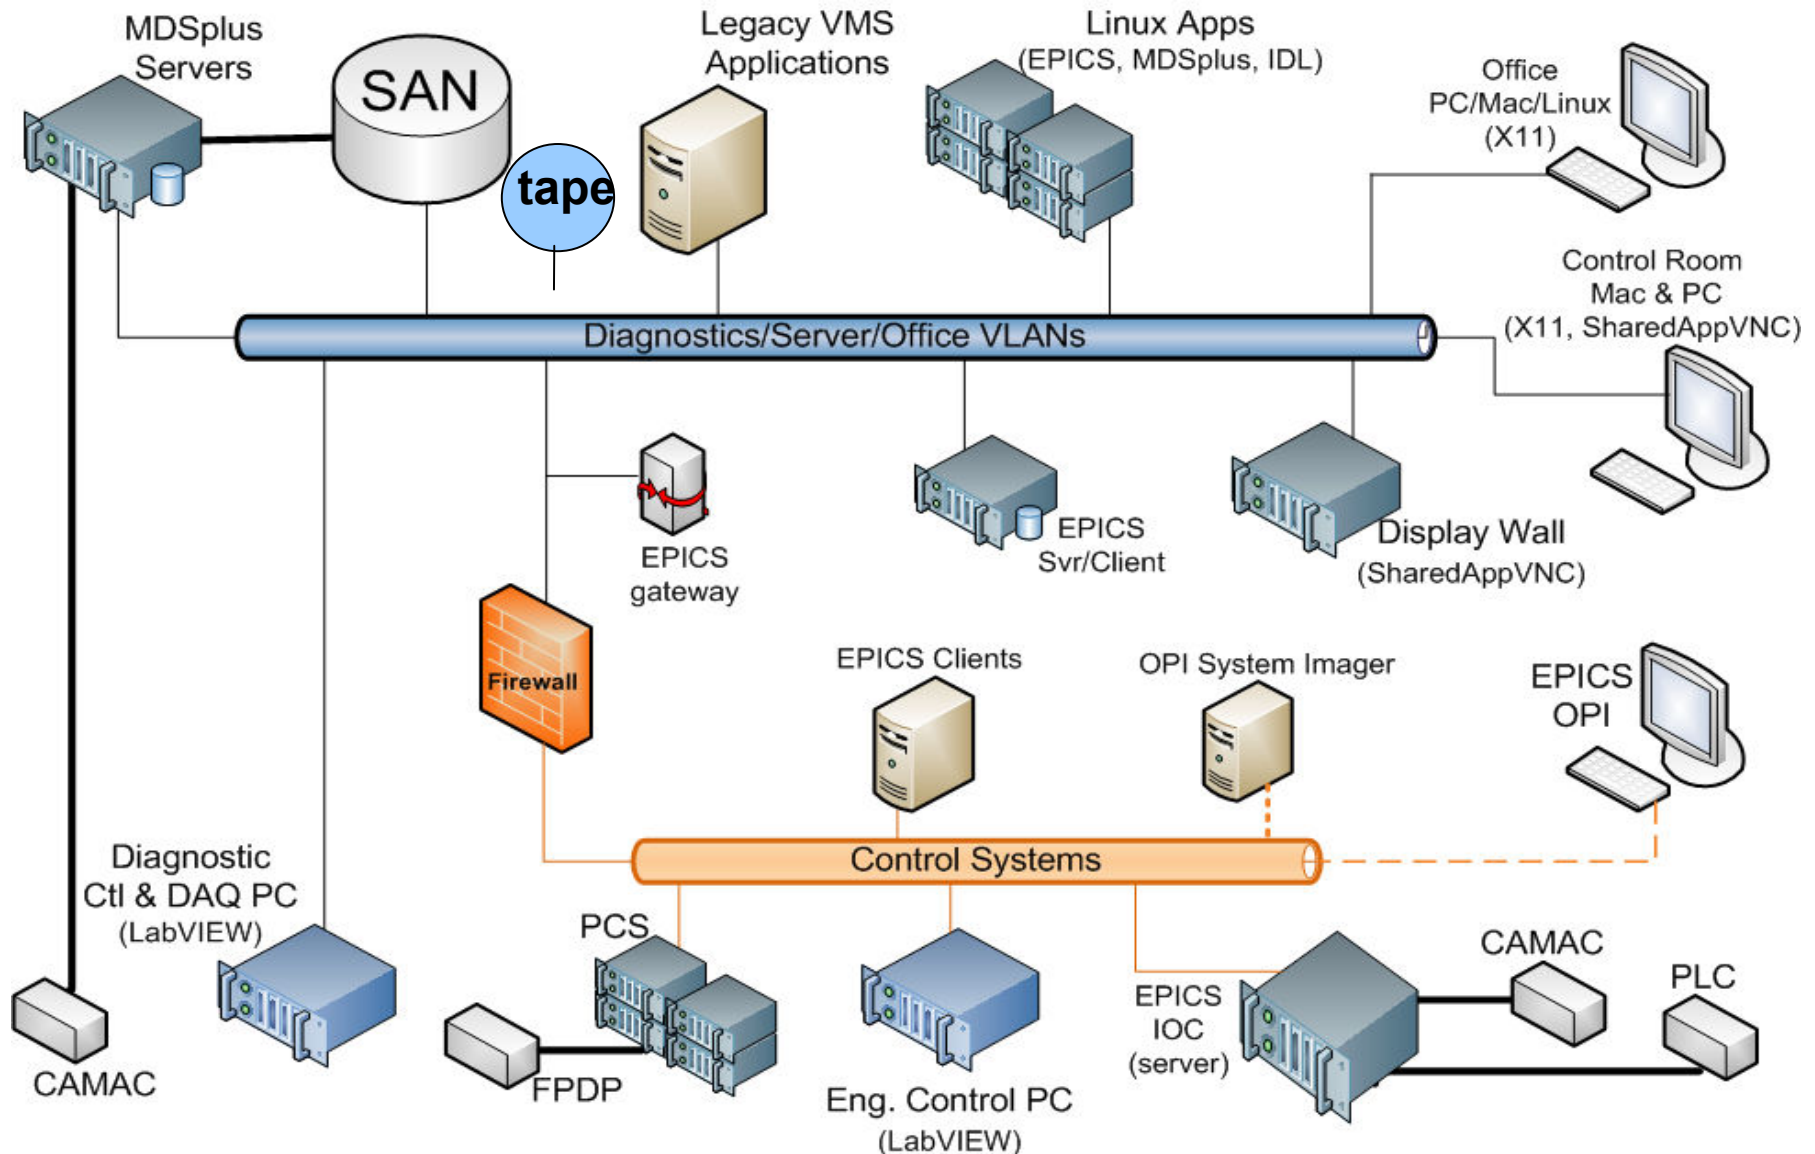 MDSplus
Servers
SAN
tape
Legacy VMS
Applications
Linux Apps
(EPICS, MDSplus, IDL)
Office
PC/Mac/Linux
(X11)
Control Room
Mac & PC
(X11, SharedAppVNC)
Diagnostics/Server/Office VLANs
EPICS
gateway
EPICS
Svr/Client
Display Wall
(SharedAppVNC)
Firewall
EPICS Clients
OPI System Imager
EPICS
OPI
Control Systems
Diagnostic
Ctl & DAQ PC
(LabVIEW)
CAMAC
PCS
FPDP
Eng. Control PC
(LabVIEW)
EPICS
IOC
(server)
CAMAC
PLC